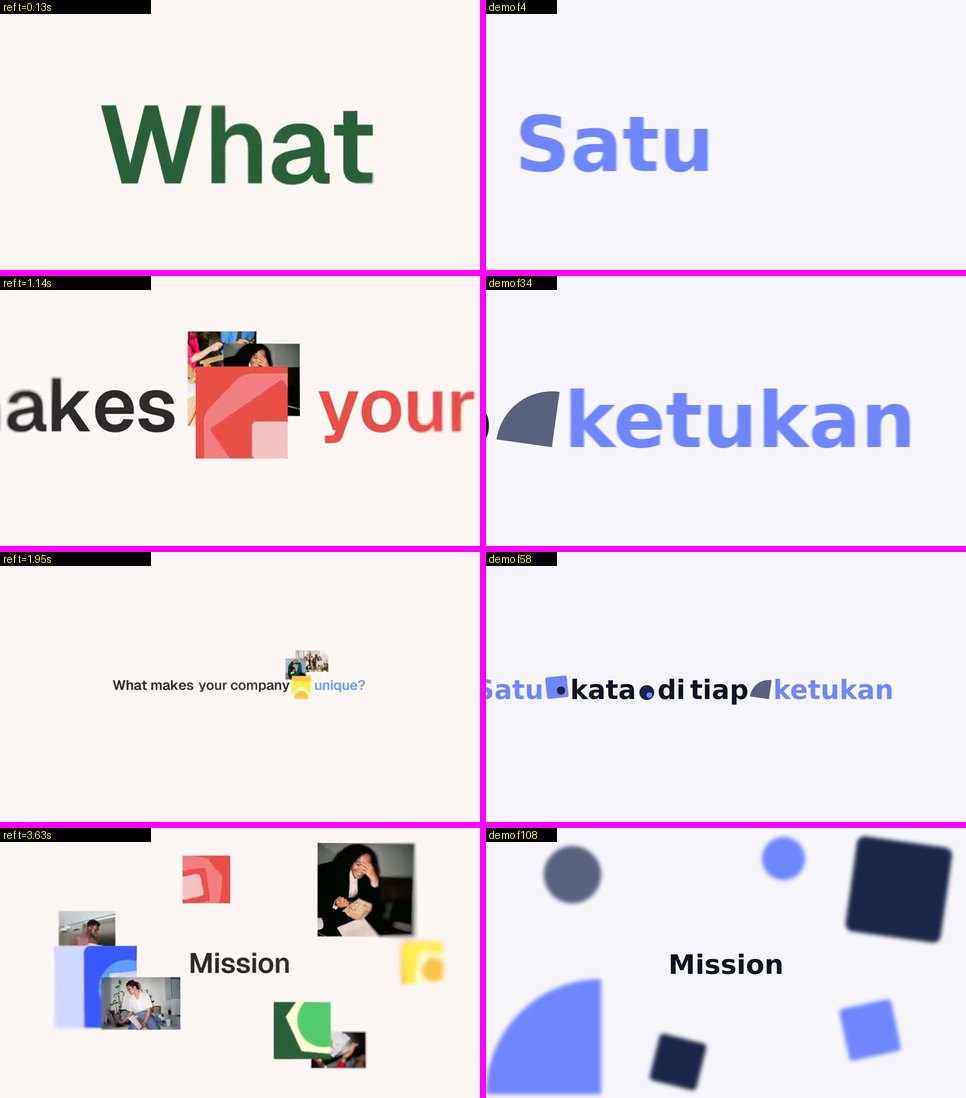 ref t=0.13s
demo f4
What
Satu
ref t=1.14s
demo f34
akes your
ketukan
ref t=1.95s
demo f58
What makes your company unique?
Satu kata di tiap ketukan
ref t=3.63s
demo f108
Mission
Mission